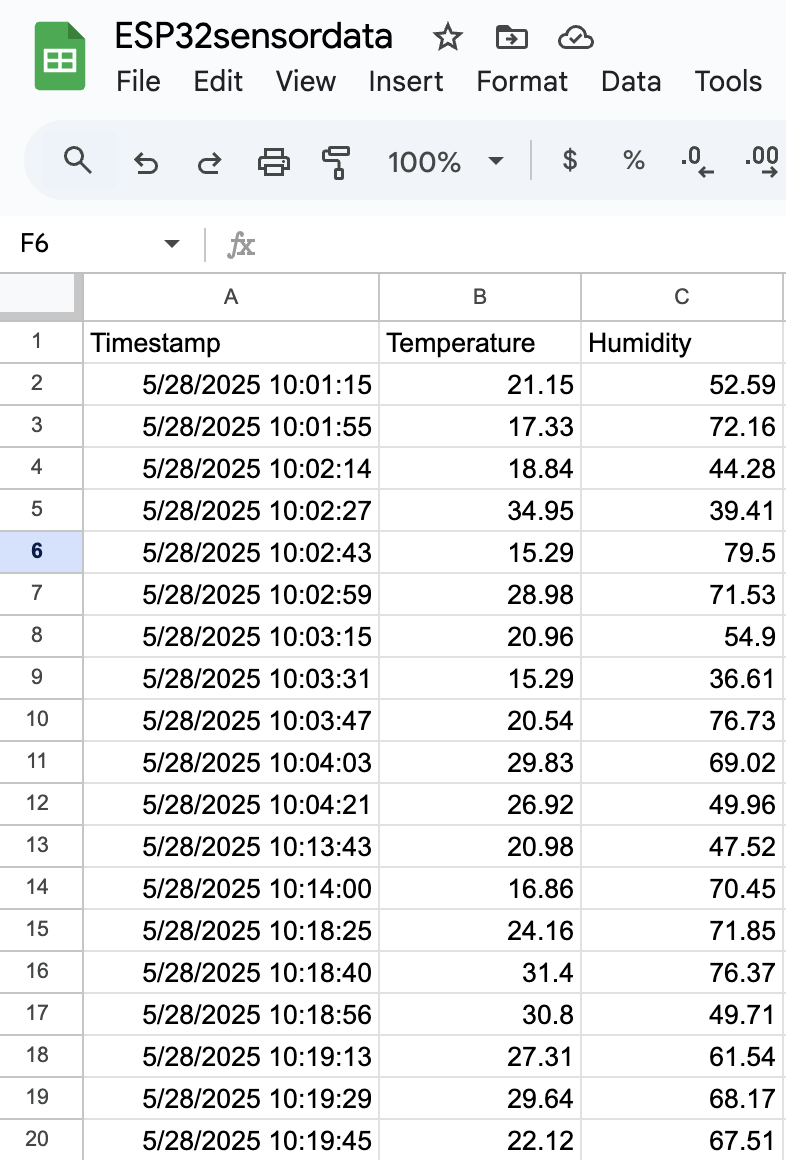 ESP32sensordata
File Edit View Insert Format Data Tools
100% $ % .0 .00
F6 fx
A B C
1 Timestamp Temperature Humidity
2 5/28/2025 10:01:15 21.15 52.59
3 5/28/2025 10:01:55 17.33 72.16
4 5/28/2025 10:02:14 18.84 44.28
5 5/28/2025 10:02:27 34.95 39.41
6 5/28/2025 10:02:43 15.29 79.5
7 5/28/2025 10:02:59 28.98 71.53
8 5/28/2025 10:03:15 20.96 54.9
9 5/28/2025 10:03:31 15.29 36.61
10 5/28/2025 10:03:47 20.54 76.73
11 5/28/2025 10:04:03 29.83 69.02
12 5/28/2025 10:04:21 26.92 49.96
13 5/28/2025 10:13:43 20.98 47.52
14 5/28/2025 10:14:00 16.86 70.45
15 5/28/2025 10:18:25 24.16 71.85
16 5/28/2025 10:18:40 31.4 76.37
17 5/28/2025 10:18:56 30.8 49.71
18 5/28/2025 10:19:13 27.31 61.54
19 5/28/2025 10:19:29 29.64 68.17
20 5/28/2025 10:19:45 22.12 67.51